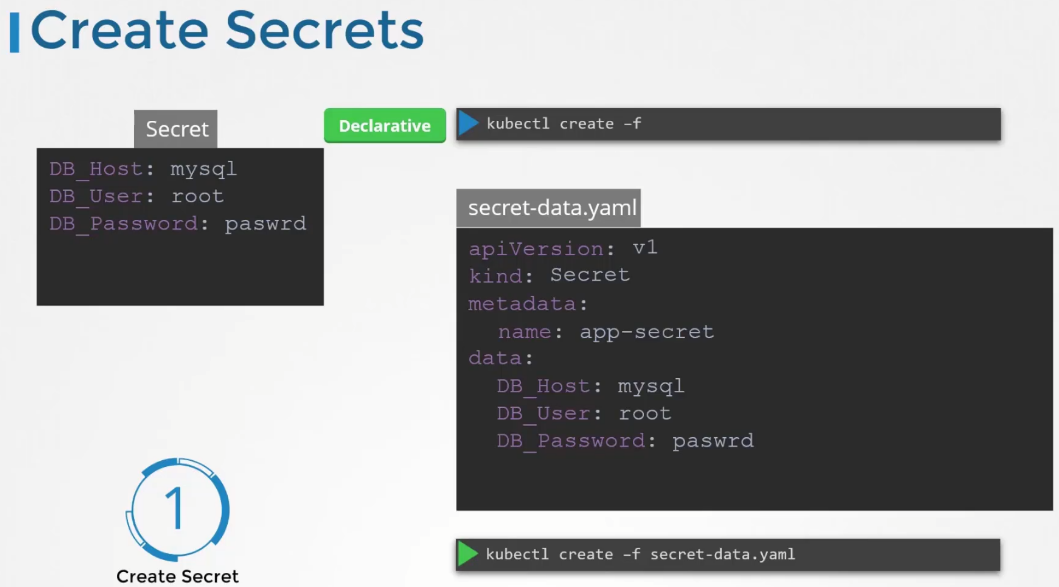 Create Secrets
Secret
DB_Host: mysql
DB_User: root
DB_Password: paswrd
Declarative
kubectl create –f
secret-data.yaml
apiVersion: v1
kind: Secret
metadata:
  name: app-secret
data:
  DB_Host: mysql
  DB_User: root
  DB_Password: paswrd
kubectl create –f secret-data.yaml
1
Create Secret